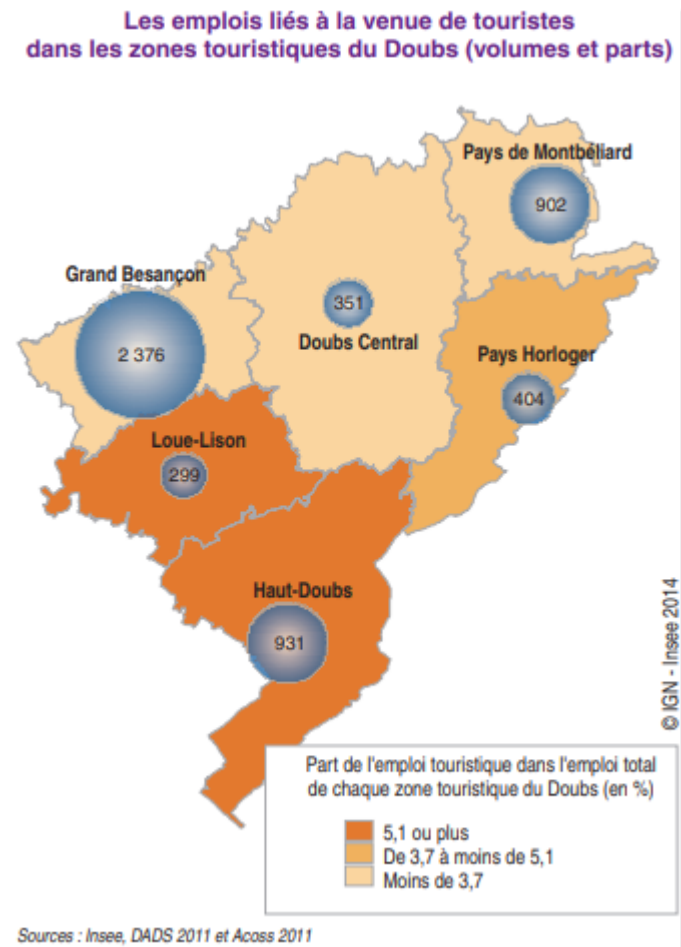 Les emplois liés à la venue de touristes
dans les zones touristiques du Doubs (volumes et parts)
Pays de Montbéliard
902
Grand Besançon
2 376
351
Doubs Central
Pays Horloger
404
Loue-Lison
299
Haut-Doubs
931
© IGN - Insee 2014
Part de l'emploi touristique dans l'emploi total
de chaque zone touristique du Doubs (en %)
5,1 ou plus
De 3,7 à moins de 5,1
Moins de 3,7
Sources : Insee, DADS 2011 et Acoss 2011